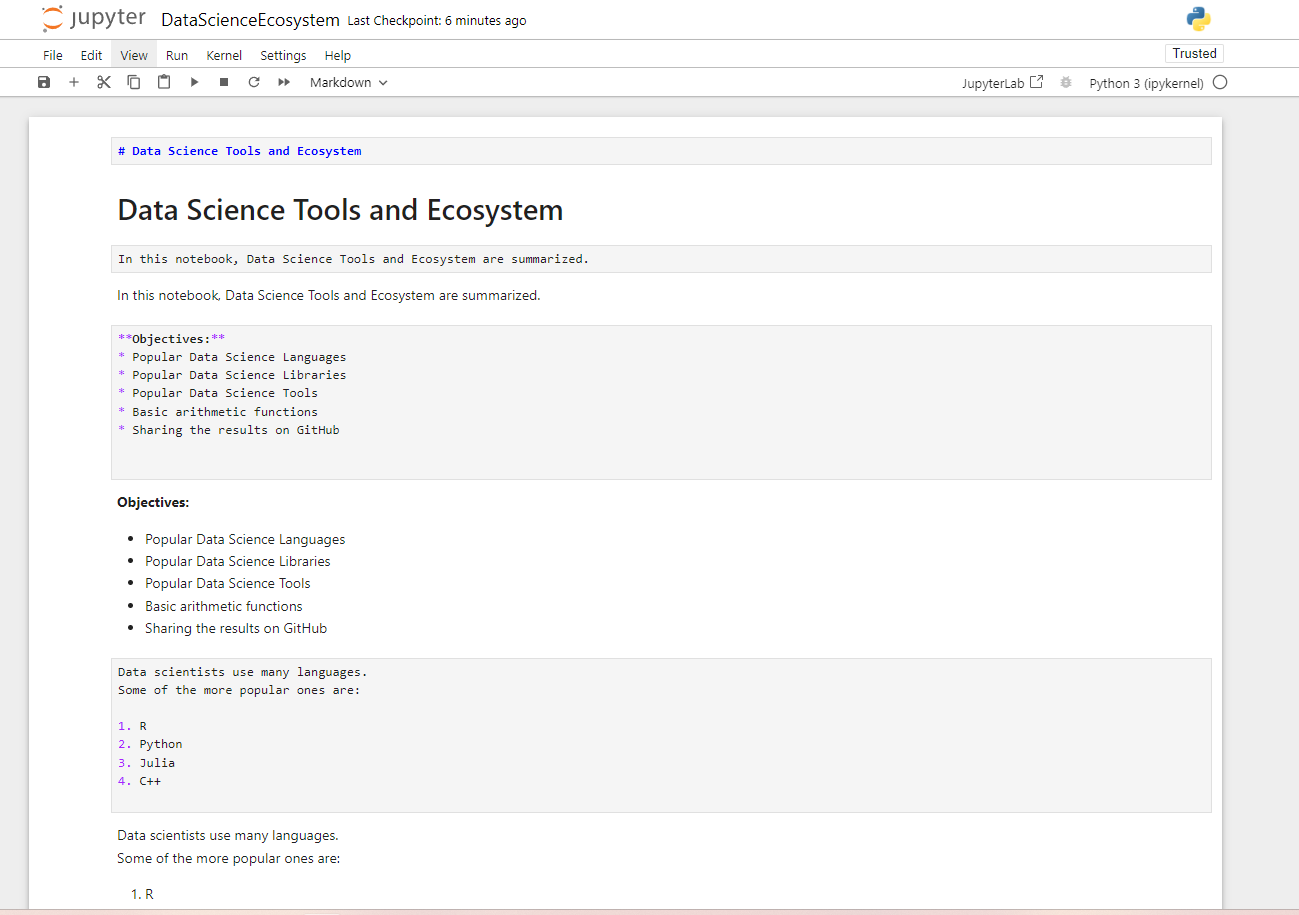 jupyter DataScienceEcosystem Last Checkpoint: 6 minutes ago
File Edit View Run Kernel Settings Help Trusted
Markdown JupyterLab Python 3 (ipykernel)
# Data Science Tools and Ecosystem
Data Science Tools and Ecosystem
In this notebook, Data Science Tools and Ecosystem are summarized.
In this notebook, Data Science Tools and Ecosystem are summarized.
**Objectives:**
* Popular Data Science Languages
* Popular Data Science Libraries
* Popular Data Science Tools
* Basic arithmetic functions
* Sharing the results on GitHub
Objectives:
• Popular Data Science Languages
• Popular Data Science Libraries
• Popular Data Science Tools
• Basic arithmetic functions
• Sharing the results on GitHub
Data scientists use many languages.
Some of the more popular ones are:
1. R
2. Python
3. Julia
4. C++
Data scientists use many languages.
Some of the more popular ones are:
1. R